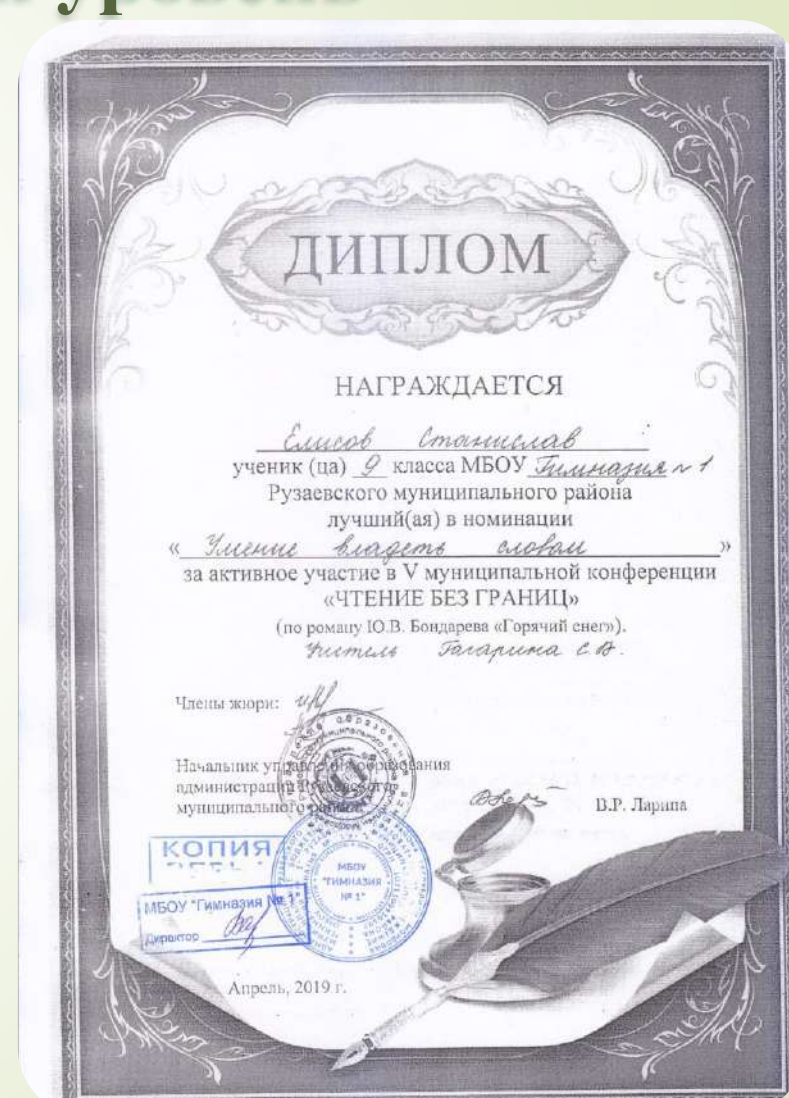 уровень
ДИПЛОМ
НАГРАЖДАЕТСЯ
Елисов Станислав
ученик (ца) 9 класса МБОУ Гимназия № 1
Рузаевского муниципального района
лучший(ая) в номинации
« Умение владеть словом »
за активное участие в V муниципальной конференции
«ЧТЕНИЕ БЕЗ ГРАНИЦ»
(по роману Ю.В. Бондарева «Горячий снег»).
Учитель Гагарина С.В.
Члены жюри:
Начальник управления образования
администрации Рузаевского
муниципального района
В.Р. Ларина
КОПИЯ
МБОУ "Гимназия № 1"
Директор
МБОУ
"ГИМНАЗИЯ
№ 1"
Апрель, 2019 г.